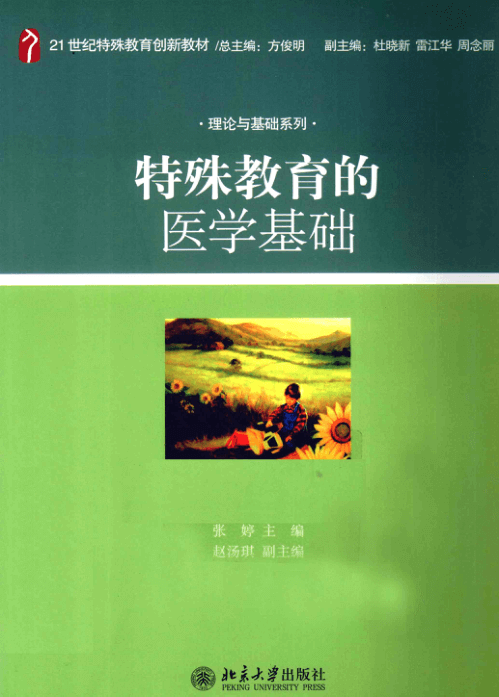 21世纪特殊教育创新教材/总主编：方俊明 副主编：杜晓新 雷江华 周念丽
·理论与基础系列·
特殊教育的
医学基础
张婷主编
赵汤琪 副主编
北京大学出版社
PEKING UNIVERSITY PRESS